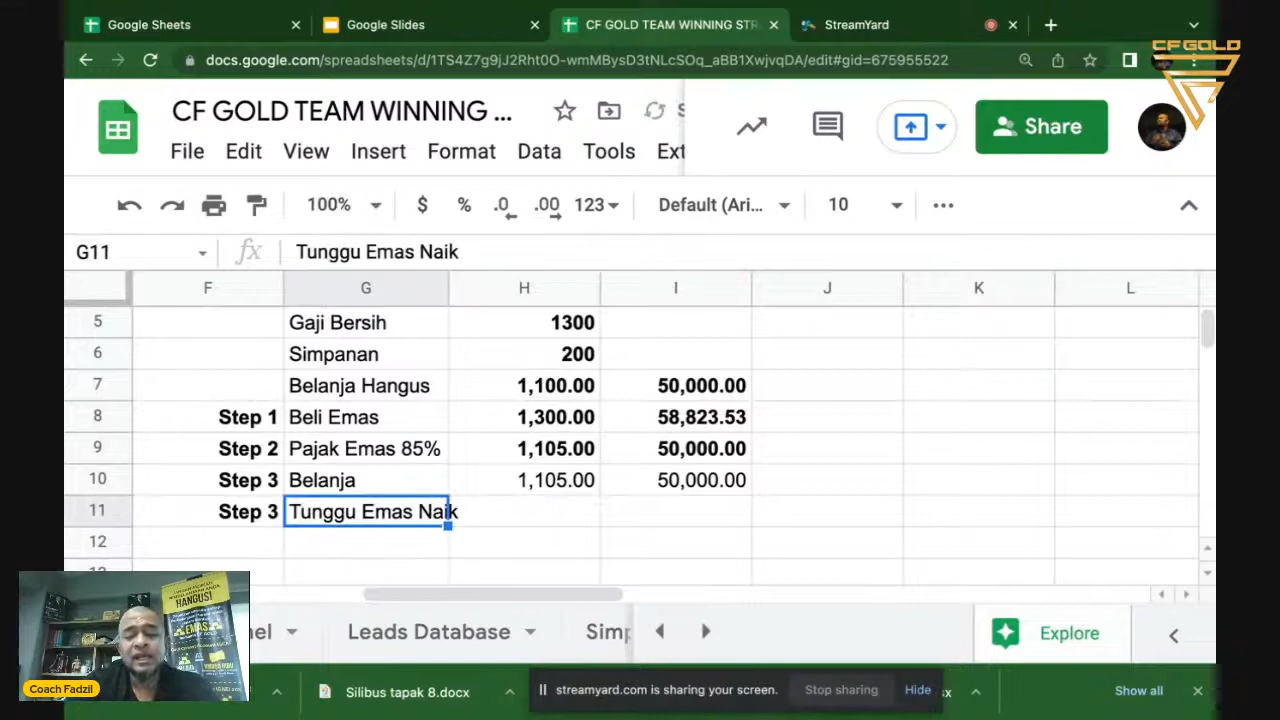 Google Sheets
Google Slides
CF GOLD TEAM WINNING STR
StreamYard
docs.google.com/spreadsheets/d/1TS4Z7g9jJ2Rht0O-wmMBysD3tNLcSOq_aBB1XwjvqDA/edit#gid=675955522
CF GOLD
CF GOLD TEAM WINNING ...
Share
File Edit View Insert Format Data Tools Ext
100% $ % .0 .00 123 Default (Ari... 10 ...
G11 fx Tunggu Emas Naik
F G H I J K L
5 Gaji Bersih 1300
6 Simpanan 200
7 Belanja Hangus 1,100.00 50,000.00
8 Step 1 Beli Emas 1,300.00 58,823.53
9 Step 2 Pajak Emas 85% 1,105.00 50,000.00
10 Step 3 Belanja 1,105.00 50,000.00
11 Step 3 Tunggu Emas Naik
12
HANGUS!
EMAS
Leads Database
Explore
Coach Fadzil
Silibus tapak 8.docx
streamyard.com is sharing your screen. Stop sharing Hide
Show all